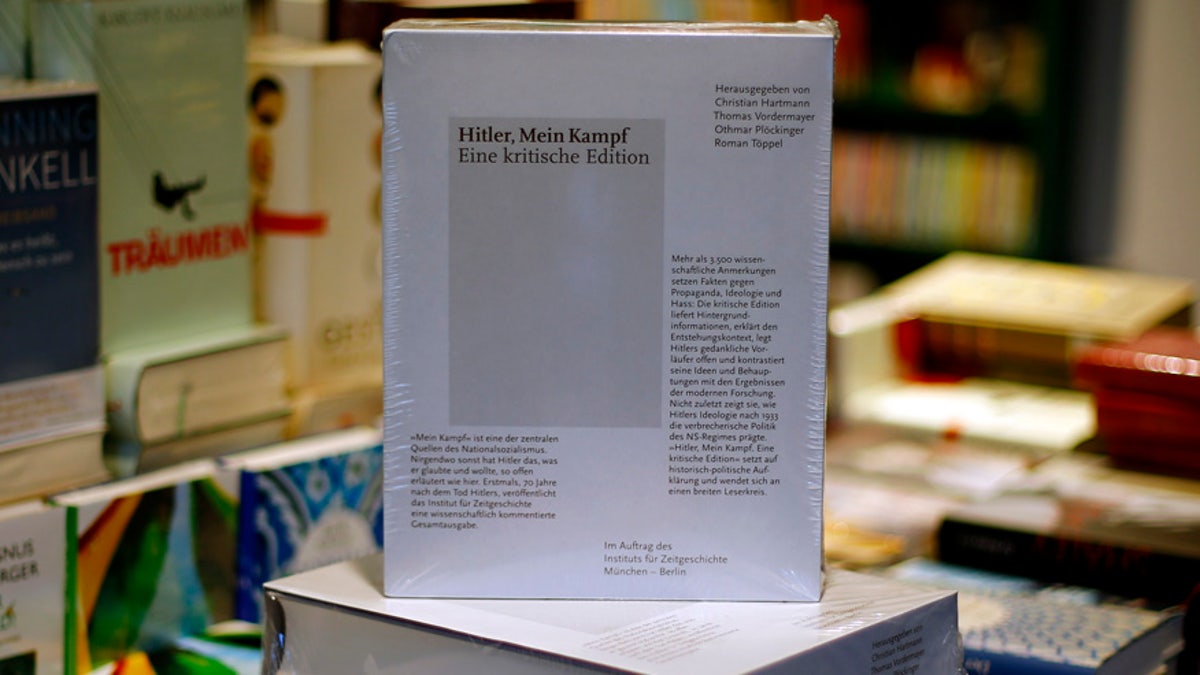 Herausgegeben von
Christian Hartmann
Thomas Vordermayer
Othmar Plöckinger
Roman Töppel
Hitler, Mein Kampf
Eine kritische Edition
Mehr als 3.500 wissen-
schaftliche Anmerkungen
setzen Fakten gegen
Propaganda, Ideologie und
Hass: Die kritische Edition
liefert Hintergrund-
informationen, erklärt den
Entstehungskontext, legt
Hitlers gedankliche Vor-
läufer offen und kontrastiert
seine Ideen und Behaup-
tungen mit den Ergebnissen
der modernen Forschung.
Nicht zuletzt zeigt sie, wie
Hitlers Ideologie nach 1933
die verbrecherische Politik
des NS-Regimes prägte.
»Hitler, Mein Kampf. Eine
kritische Edition« setzt auf
historisch-politische Auf-
klärung und wendet sich an
einen breiten Leserkreis.
»Mein Kampf« ist eine der zentralen
Quellen des Nationalsozialismus.
Nirgendwo sonst hat Hitler das, was
er glaubte und wollte, so offen
erläutert wie hier. Erstmals, 70 Jahre
nach dem Tod Hitlers, veröffentlicht
das Institut für Zeitgeschichte
eine wissenschaftlich kommentierte
Gesamtausgabe.
Im Auftrag des
Instituts für Zeitgeschichte
München – Berlin
NNING
NKELL
TRÄUMEN
Herausgegeben von
Christian Hartmann
Thomas Vordermayer
NUS
RGER